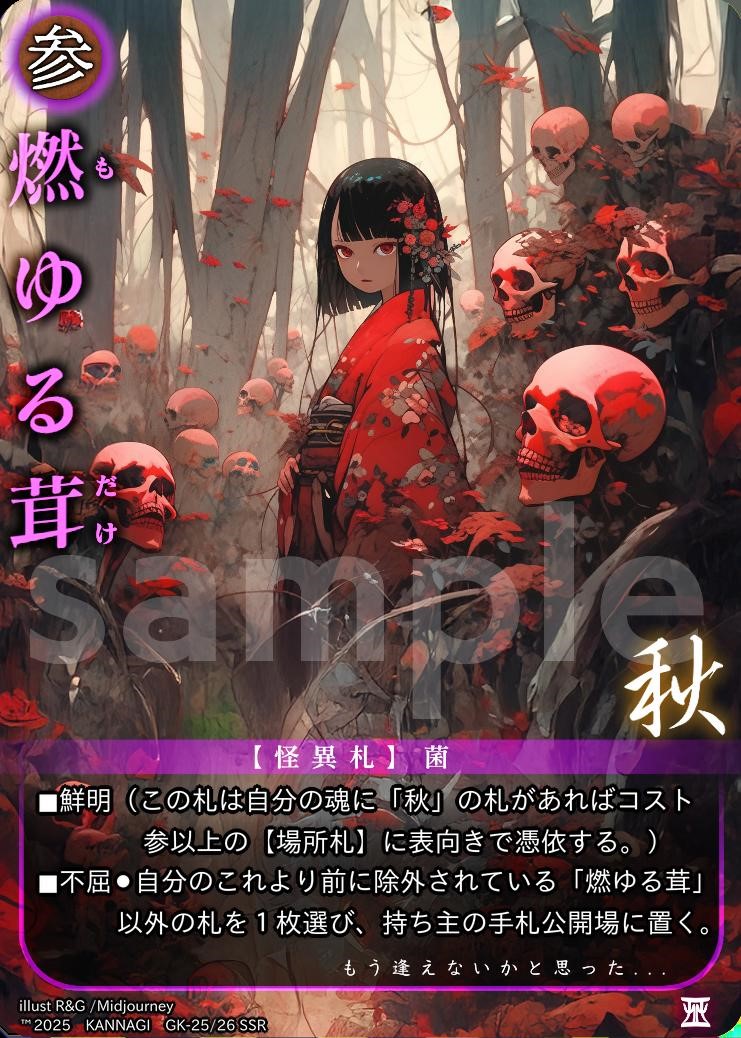 参
燃ゆる茸
も
だけ
sample
秋
【怪異札】菌
■鮮明（この札は自分の魂に「秋」の札があればコスト
参以上の【場所札】に表向きで憑依する。）
■不屈●自分のこれより前に除外されている「燃ゆる茸」
以外の札を１枚選び、持ち主の手札公開場に置く。
もう逢えないかと思った...
illust R&G /Midjourney
™2025 KANNAGI GK-25/26 SSR